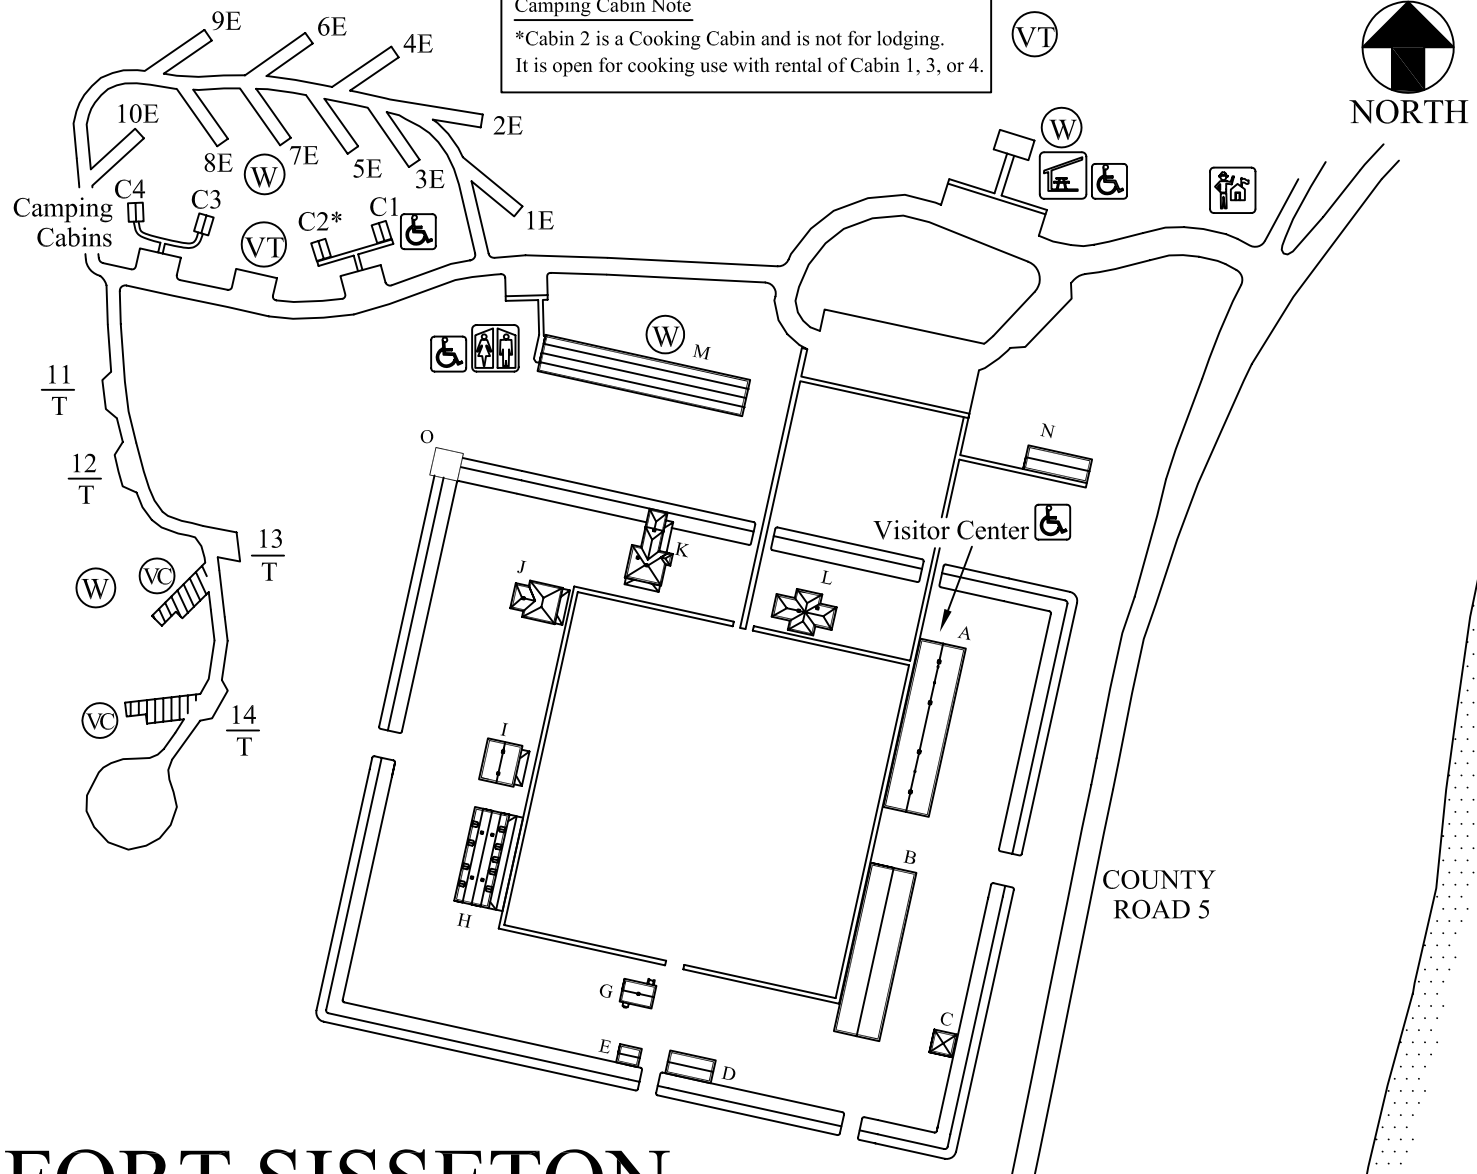 Camping Cabin Note
*Cabin 2 is a Cooking Cabin and is not for lodging.
It is open for cooking use with rental of Cabin 1, 3, or 4.
VT
NORTH
9E
6E
4E
10E
2E
8E
7E
5E
3E
1E
W
W
C4
C3
C2*
C1
Camping
Cabins
VT
W
M
11
T
12
T
13
T
14
T
W
VC
VC
O
N
Visitor Center
K
J
L
A
I
B
H
COUNTY
ROAD 5
G
C
E
D
FORT SISSETON